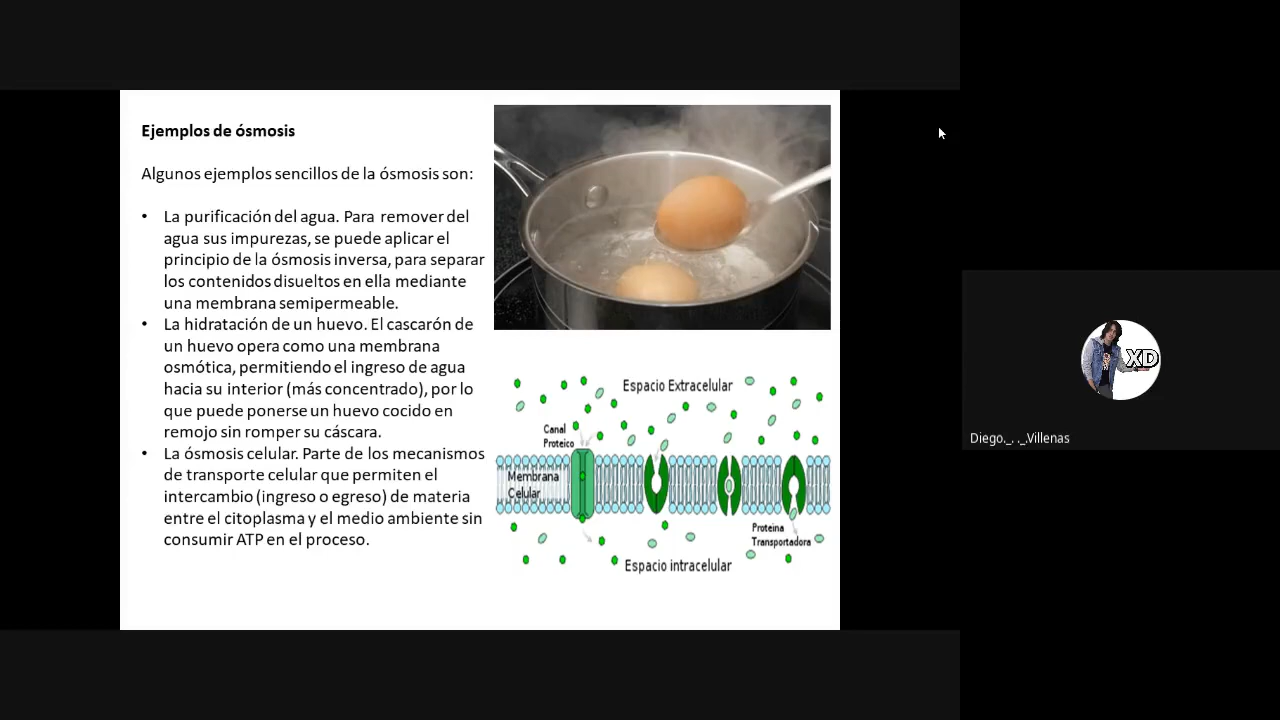 Ejemplos de ósmosis
Algunos ejemplos sencillos de la ósmosis son:
• La purificación del agua. Para remover del
agua sus impurezas, se puede aplicar el
principio de la ósmosis inversa, para separar
los contenidos disueltos en ella mediante
una membrana semipermeable.
• La hidratación de un huevo. El cascarón de
un huevo opera como una membrana
osmótica, permitiendo el ingreso de agua
hacia su interior (más concentrado), por lo
que puede ponerse un huevo cocido en
remojo sin romper su cáscara.
• La ósmosis celular. Parte de los mecanismos
de transporte celular que permiten el
intercambio (ingreso o egreso) de materia
entre el citoplasma y el medio ambiente sin
consumir ATP en el proceso.
Espacio Extracelular
Canal
Proteico
Membrana
Celular
Proteina
Transportadora
Espacio intracelular
XD
Diego._. ._.Villenas